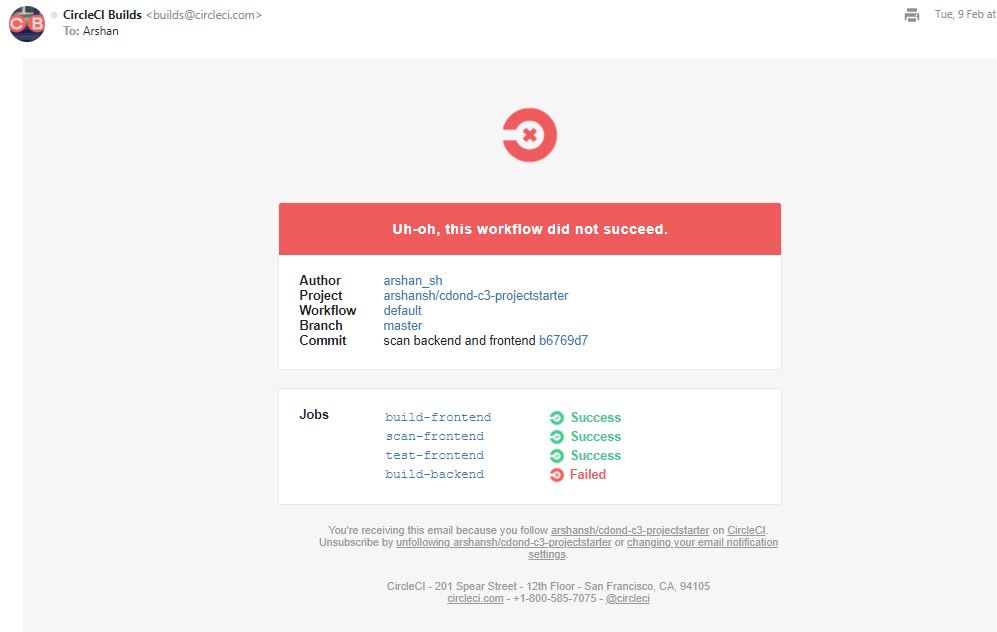 CB
CircleCI Builds <builds@circleci.com>
To: Arshan
Tue, 9 Feb at
Uh-oh, this workflow did not succeed.
Author arshan_sh
Project arshansh/cdond-c3-projectstarter
Workflow default
Branch master
Commit scan backend and frontend b6769d7
Jobs build-frontend Success
scan-frontend Success
test-frontend Success
build-backend Failed
You're receiving this email because you follow arshansh/cdond-c3-projectstarter on CircleCI.
Unsubscribe by unfollowing arshansh/cdond-c3-projectstarter or changing your email notification
settings.
CircleCI - 201 Spear Street - 12th Floor - San Francisco, CA, 94105
circleci.com - +1-800-585-7075 - @circleci